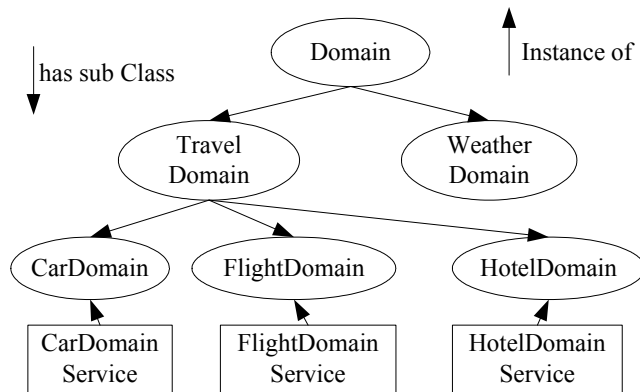 Domain
has sub Class
Instance of
Travel
Domain
Weather
Domain
CarDomain
FlightDomain
HotelDomain
CarDomain
Service
FlightDomain
Service
HotelDomain
Service